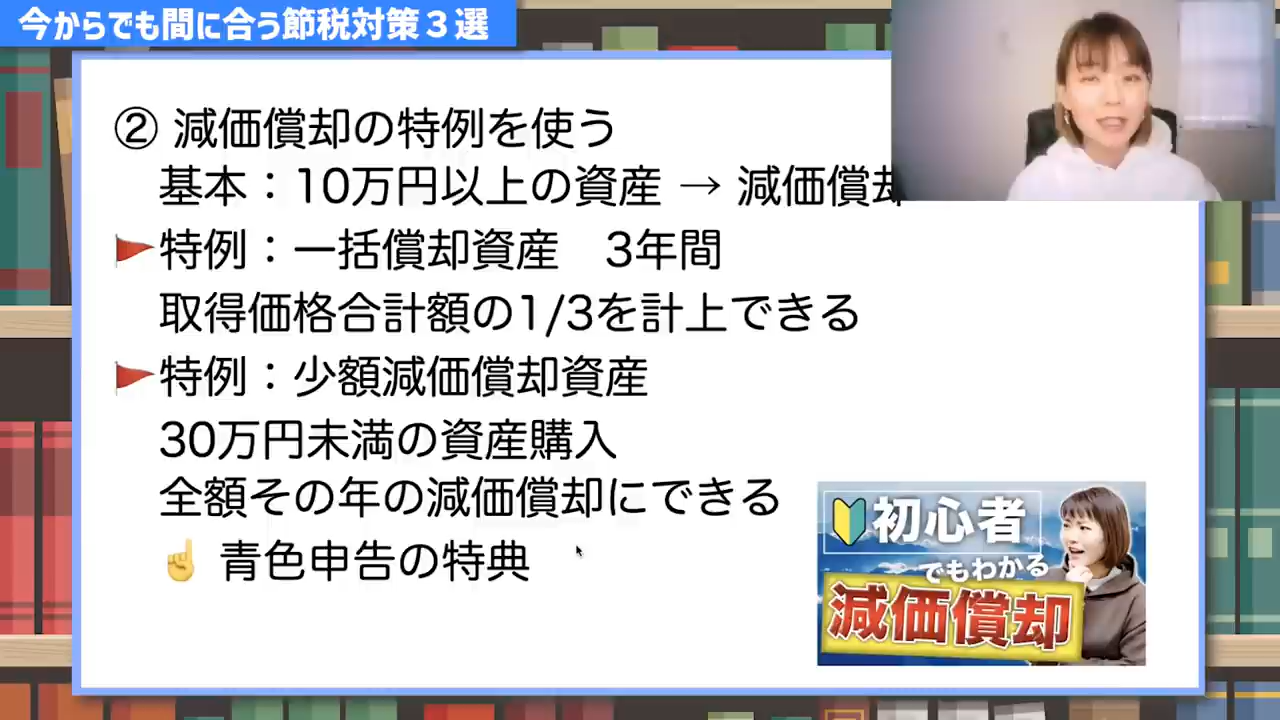 今からでも間に合う節税対策３選
② 減価償却の特例を使う
基本：10万円以上の資産 → 減価償却
特例：一括償却資産　3年間
取得価格合計額の1/3を計上できる
特例：少額減価償却資産
30万円未満の資産購入
全額その年の減価償却にできる
青色申告の特典
初心者
でもわかる
減価償却